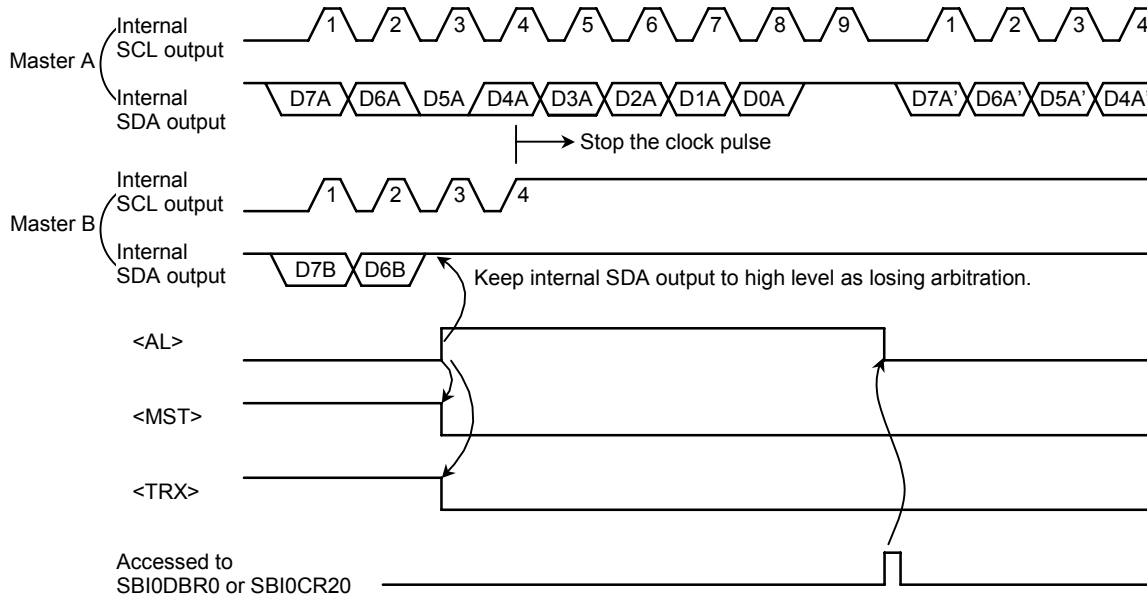 Master A
Internal
SCL output
1 2 3 4 5 6 7 8 9 1 2 3 4
Internal
SDA output
D7A D6A D5A D4A D3A D2A D1A D0A D7A' D6A' D5A' D4A'
Stop the clock pulse
Master B
Internal
SCL output
1 2 3 4
Internal
SDA output
D7B D6B
Keep internal SDA output to high level as losing arbitration.
<AL>
<MST>
<TRX>
Accessed to
SBI0DBR0 or SBI0CR20